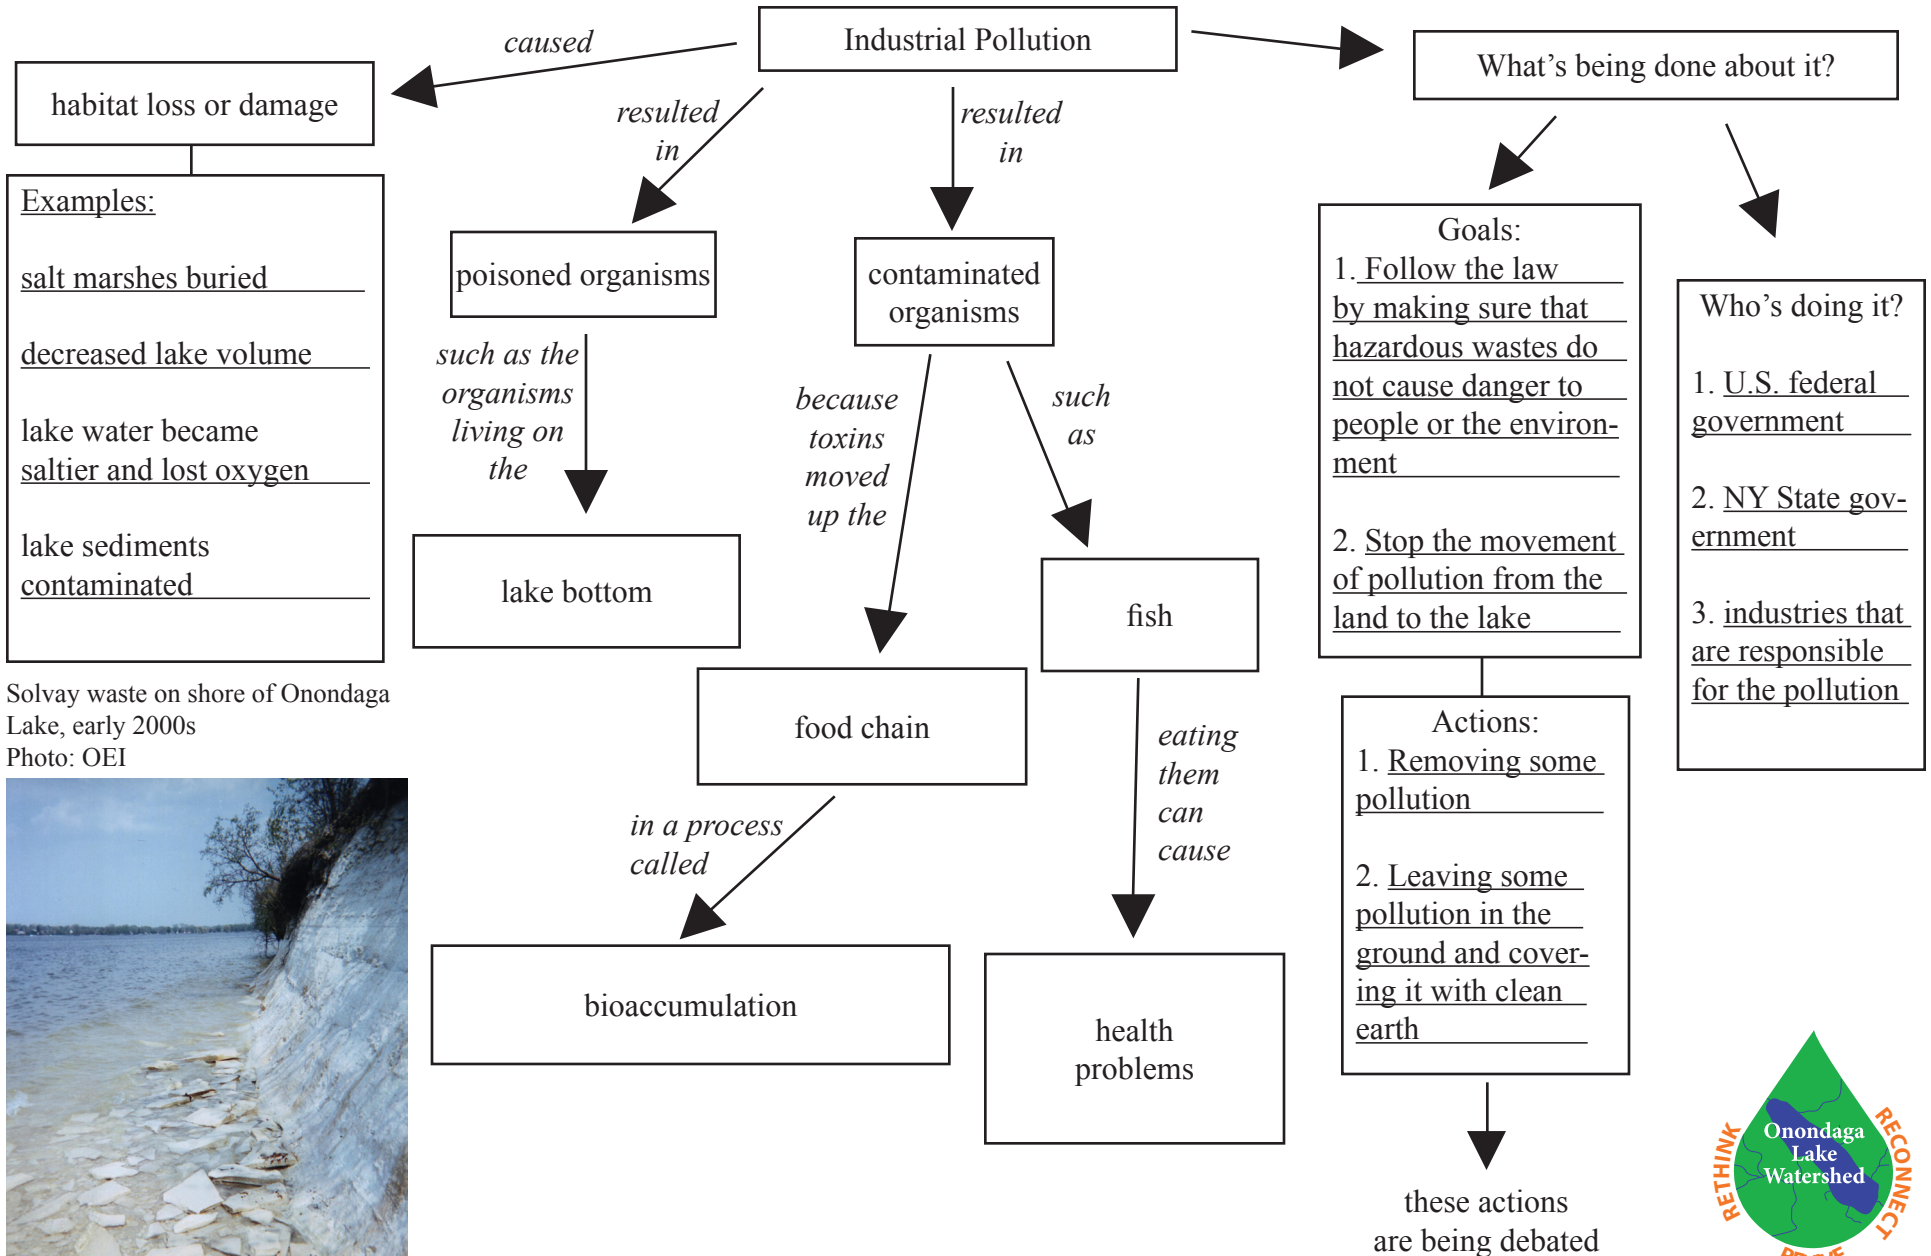 Industrial Pollution
caused
habitat loss or damage
Examples:
salt marshes buried
decreased lake volume
lake water became
saltier and lost oxygen
lake sediments
contaminated
Solvay waste on shore of Onondaga
Lake, early 2000s
Photo: OEI
resulted
in
poisoned organisms
such as the
organisms
living on
the
lake bottom
resulted
in
contaminated
organisms
because
toxins
moved
up the
food chain
in a process
called
bioaccumulation
such
as
fish
eating
them
can
cause
health
problems
What’s being done about it?
Goals:
1. Follow the law
by making sure that
hazardous wastes do
not cause danger to
people or the environ-
ment
2. Stop the movement
of pollution from the
land to the lake
Actions:
1. Removing some
pollution
2. Leaving some
pollution in the
ground and cover-
ing it with clean
earth
these actions
are being debated
Who’s doing it?
1. U.S. federal
government
2. NY State gov-
ernment
3. industries that
are responsible
for the pollution
Onondaga
Lake
Watershed
RETHINK
RECONNECT